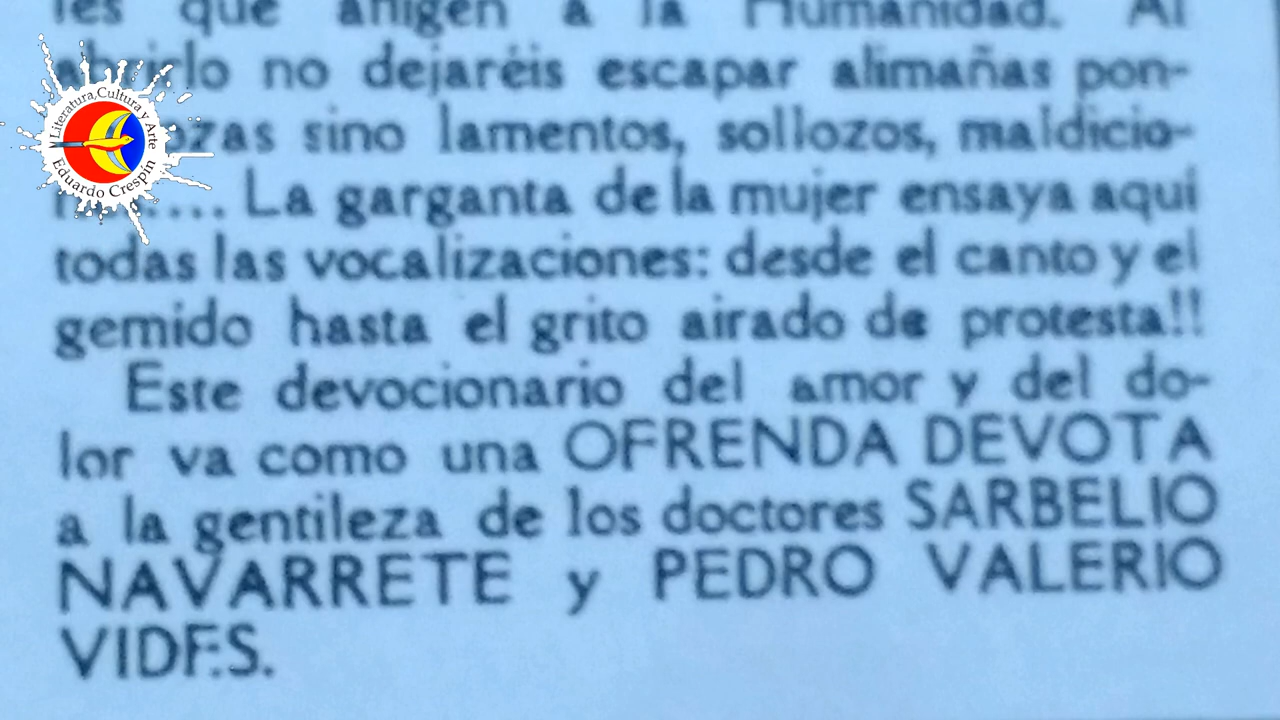 les que afligen a la Humanidad. Al
abrirlo no dejaréis escapar alimañas pon-
zas sino lamentos, sollozos, maldicio-
.... La garganta de la mujer ensaya aquí
todas las vocalizaciones: desde el canto y el
gemido hasta el grito airado de protesta!!
Este devocionario del amor y del do-
lor va como una OFRENDA DEVOTA
a la gentileza de los doctores SARBELIO
NAVARRETE y PEDRO VALERIO
VIDES.
Literatura, Cultura y Arte
Eduardo Crespín